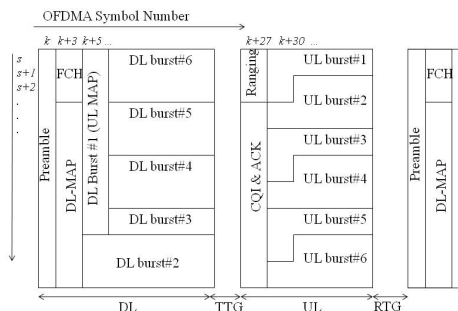 OFDMA Symbol Number
k k+3 k+5 ... k+27 k+30 ...
s
s+1
s+2
.
.
.
Preamble
FCH
DL-MAP
DL Burst #1 (UL MAP)
DL burst#6
DL burst#5
DL burst#4
DL burst#3
DL burst#2
Ranging
CQI & ACK
UL burst#1
UL burst#2
UL burst#3
UL burst#4
UL burst#5
UL burst#6
Preamble
FCH
DL-MAP
DL TTG UL RTG